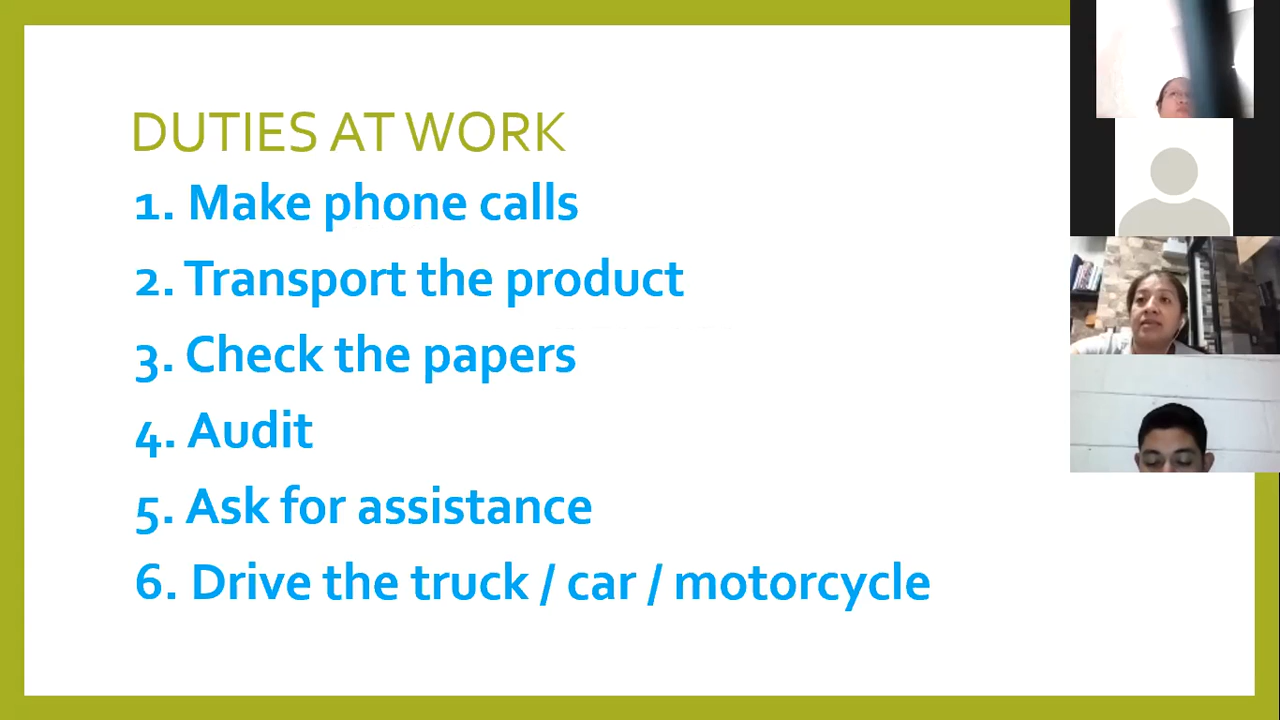 DUTIES AT WORK
1. Make phone calls
2. Transport the product
3. Check the papers
4. Audit
5. Ask for assistance
6. Drive the truck / car / motorcycle